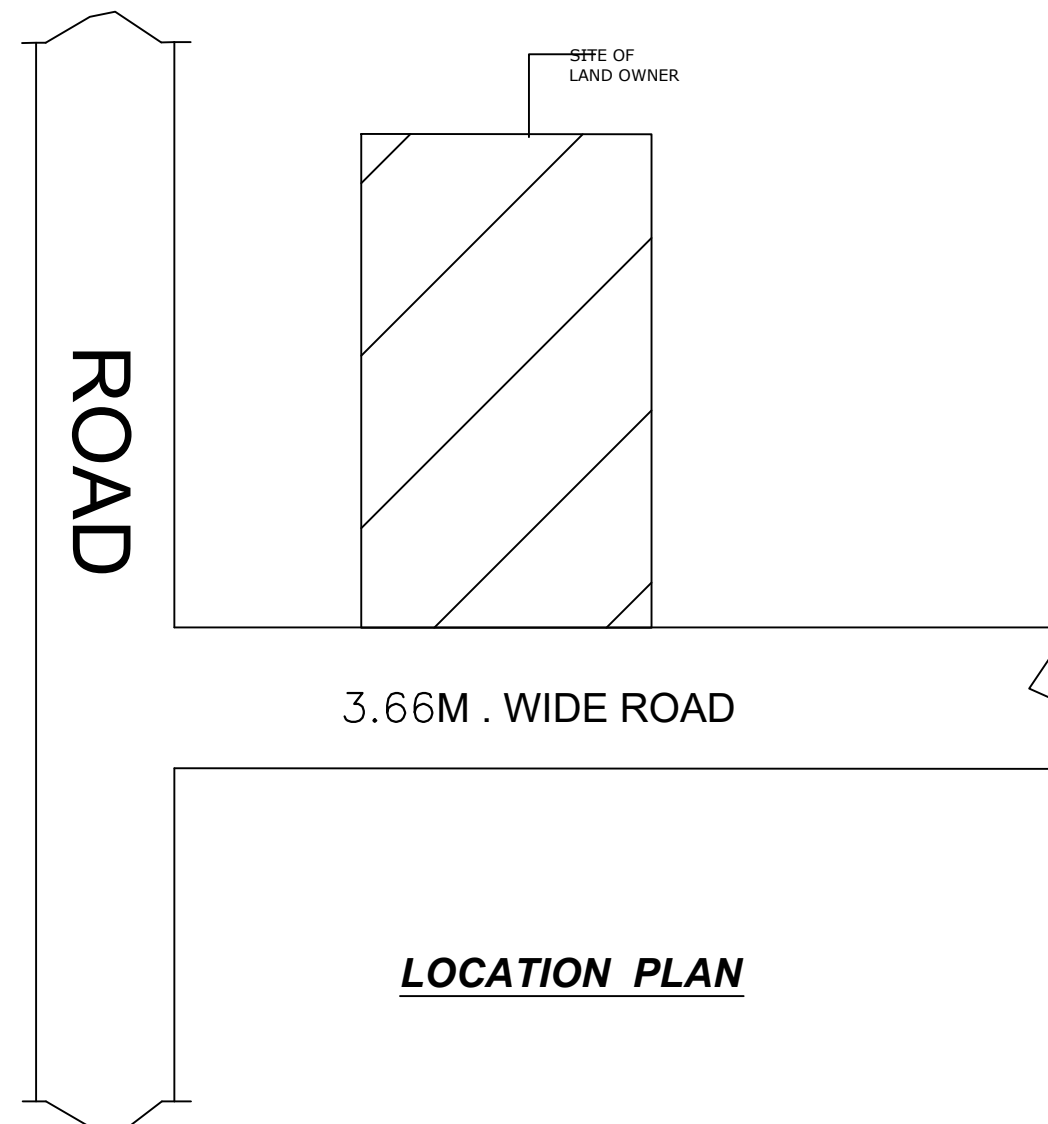 SITE OF
LAND OWNER
ROAD
3.66M . WIDE ROAD
LOCATION PLAN